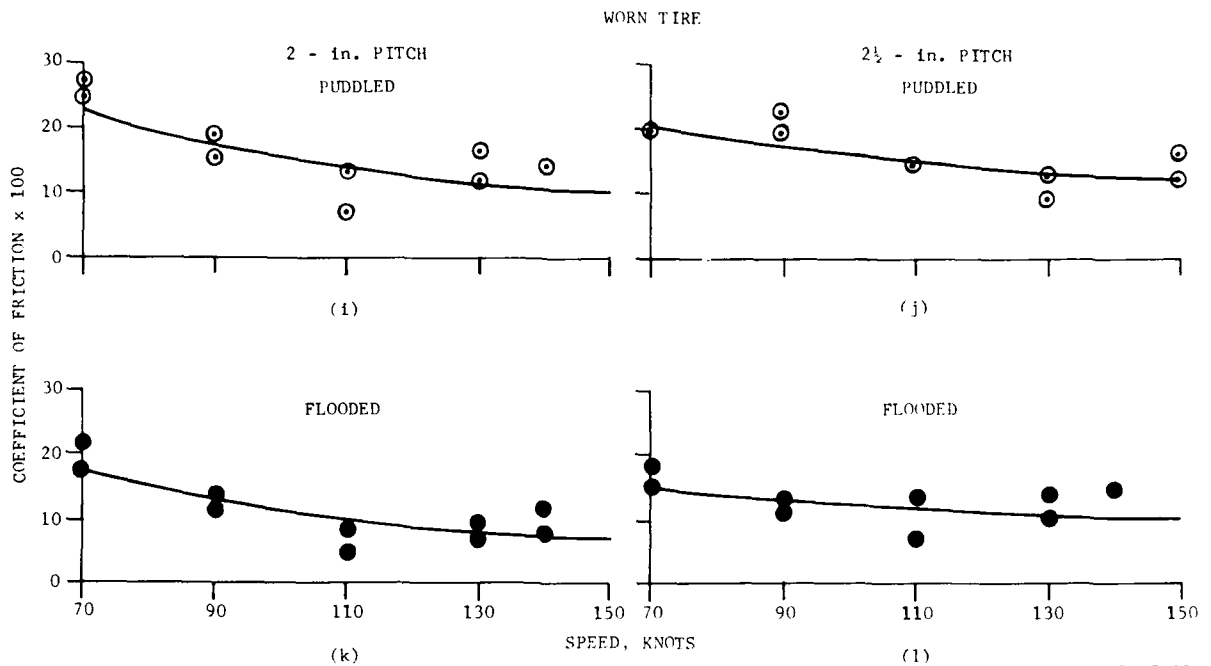 WORN TIRE
2 - in. PITCH
PUDDLED
2½ - in. PITCH
PUDDLED
COEFFICIENT OF FRICTION x 100
30
20
10
0
(i)
(j)
FLOODED
FLOODED
30
20
10
0
70 90 110 130 150
70 90 110 130 150
SPEED, KNOTS
(k)
(l)